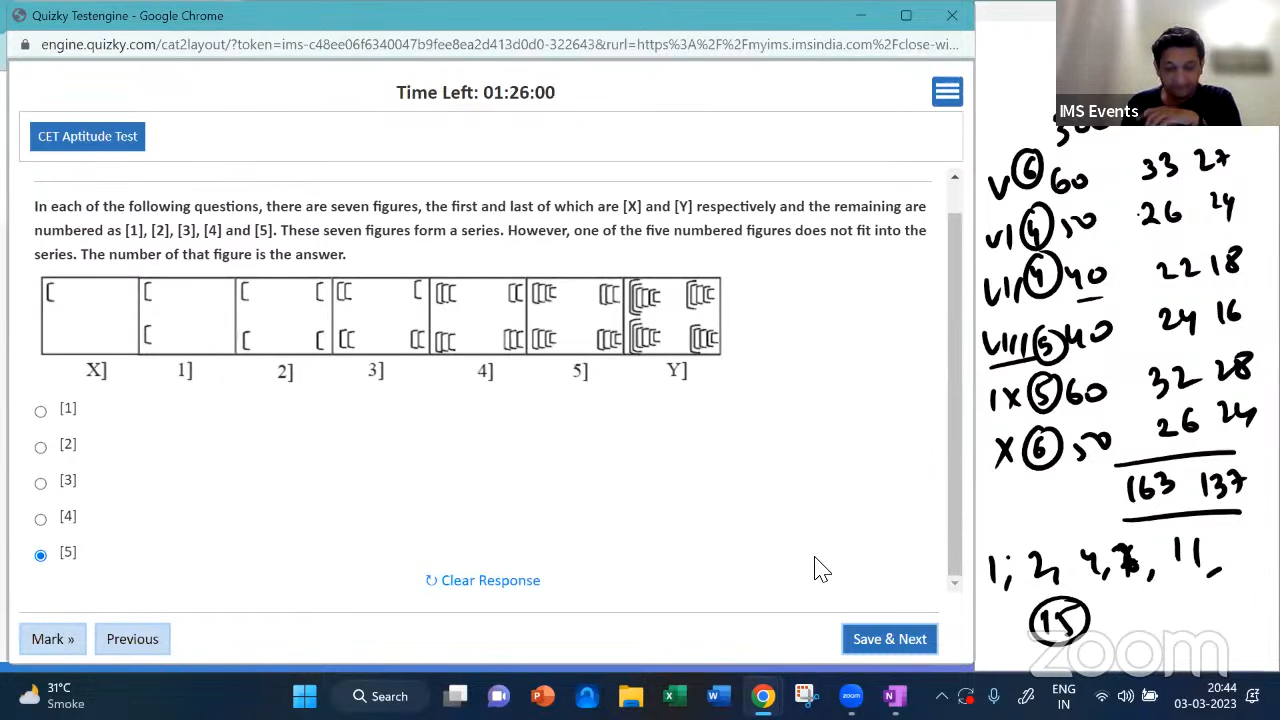 Quizky Testengine - Google Chrome
engine.quizky.com/cat2layout/?token=ims-c48ee06f6340047b9fee8ea2d413d0d0-322643&rurl=https%3A%2F%2Fmyims.imsindia.com%2Fclose-wi...
Time Left: 01:26:00
CET Aptitude Test
In each of the following questions, there are seven figures, the first and last of which are [X] and [Y] respectively and the remaining are
numbered as [1], [2], [3], [4] and [5]. These seven figures form a series. However, one of the five numbered figures does not fit into the
series. The number of that figure is the answer.
X] 1] 2] 3] 4] 5] Y]
[1]
[2]
[3]
[4]
[5]
Clear Response
Mark » Previous Save & Next
IMS Events
V 6 60 33 27
VI 4 50 26 24
VII 4 40 22 18
VIII 5 40 24 16
IX 5 60 32 28
X 6 50 26 24
163 137
1, 2, 4, 11,
15
zoom
31°C
Smoke
Search
zoom
ENG
IN
20:44
03-03-2023